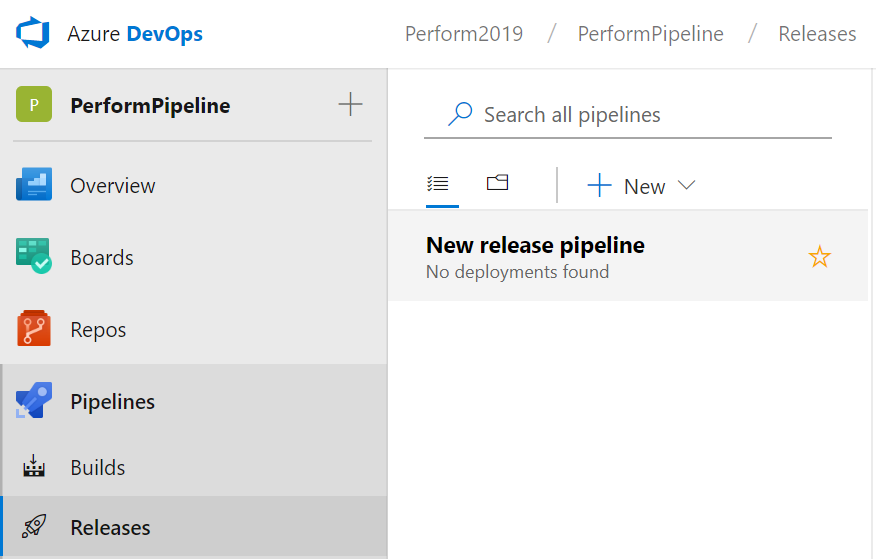 Azure DevOps
Perform2019 / PerformPipeline / Releases
P PerformPipeline
Search all pipelines
Overview
New
Boards
New release pipeline
No deployments found
Repos
Pipelines
Builds
Releases